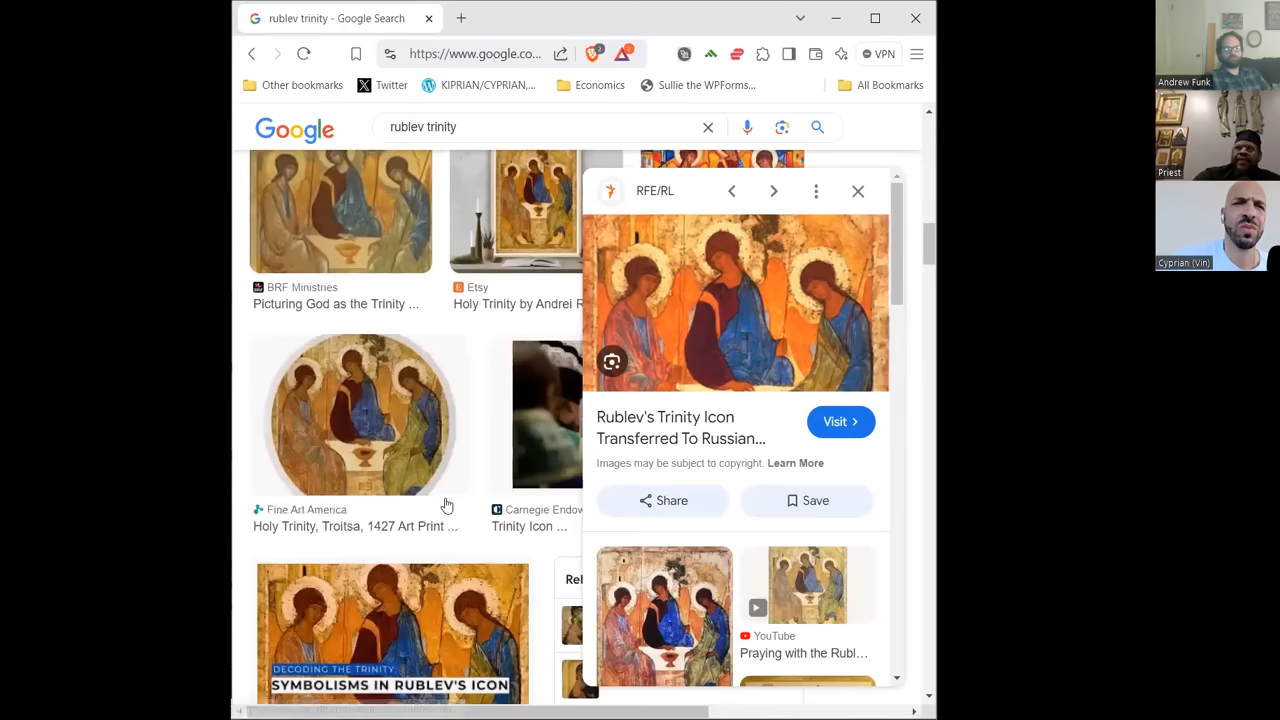 rublev trinity - Google Search
https://www.google.co...
2
VPN
Other bookmarks
Twitter
KIPRIAN/CYPRIAN,...
Economics
Sullie the WPForms...
All Bookmarks
Google
rublev trinity
BRF Ministries
Picturing God as the Trinity ...
Etsy
Holy Trinity by Andrei R
Fine Art America
Holy Trinity, Troitsa, 1427 Art Print ...
Carnegie Endow
Trinity Icon ...
DECODING THE TRINITY:
SYMBOLISMS IN RUBLEV'S ICON
Rel
RFE/RL
Rublev's Trinity Icon
Transferred To Russian...
Visit
Images may be subject to copyright. Learn More
Share
Save
YouTube
Praying with the Rubl...
Andrew Funk
Priest
Cyprian (Vin)